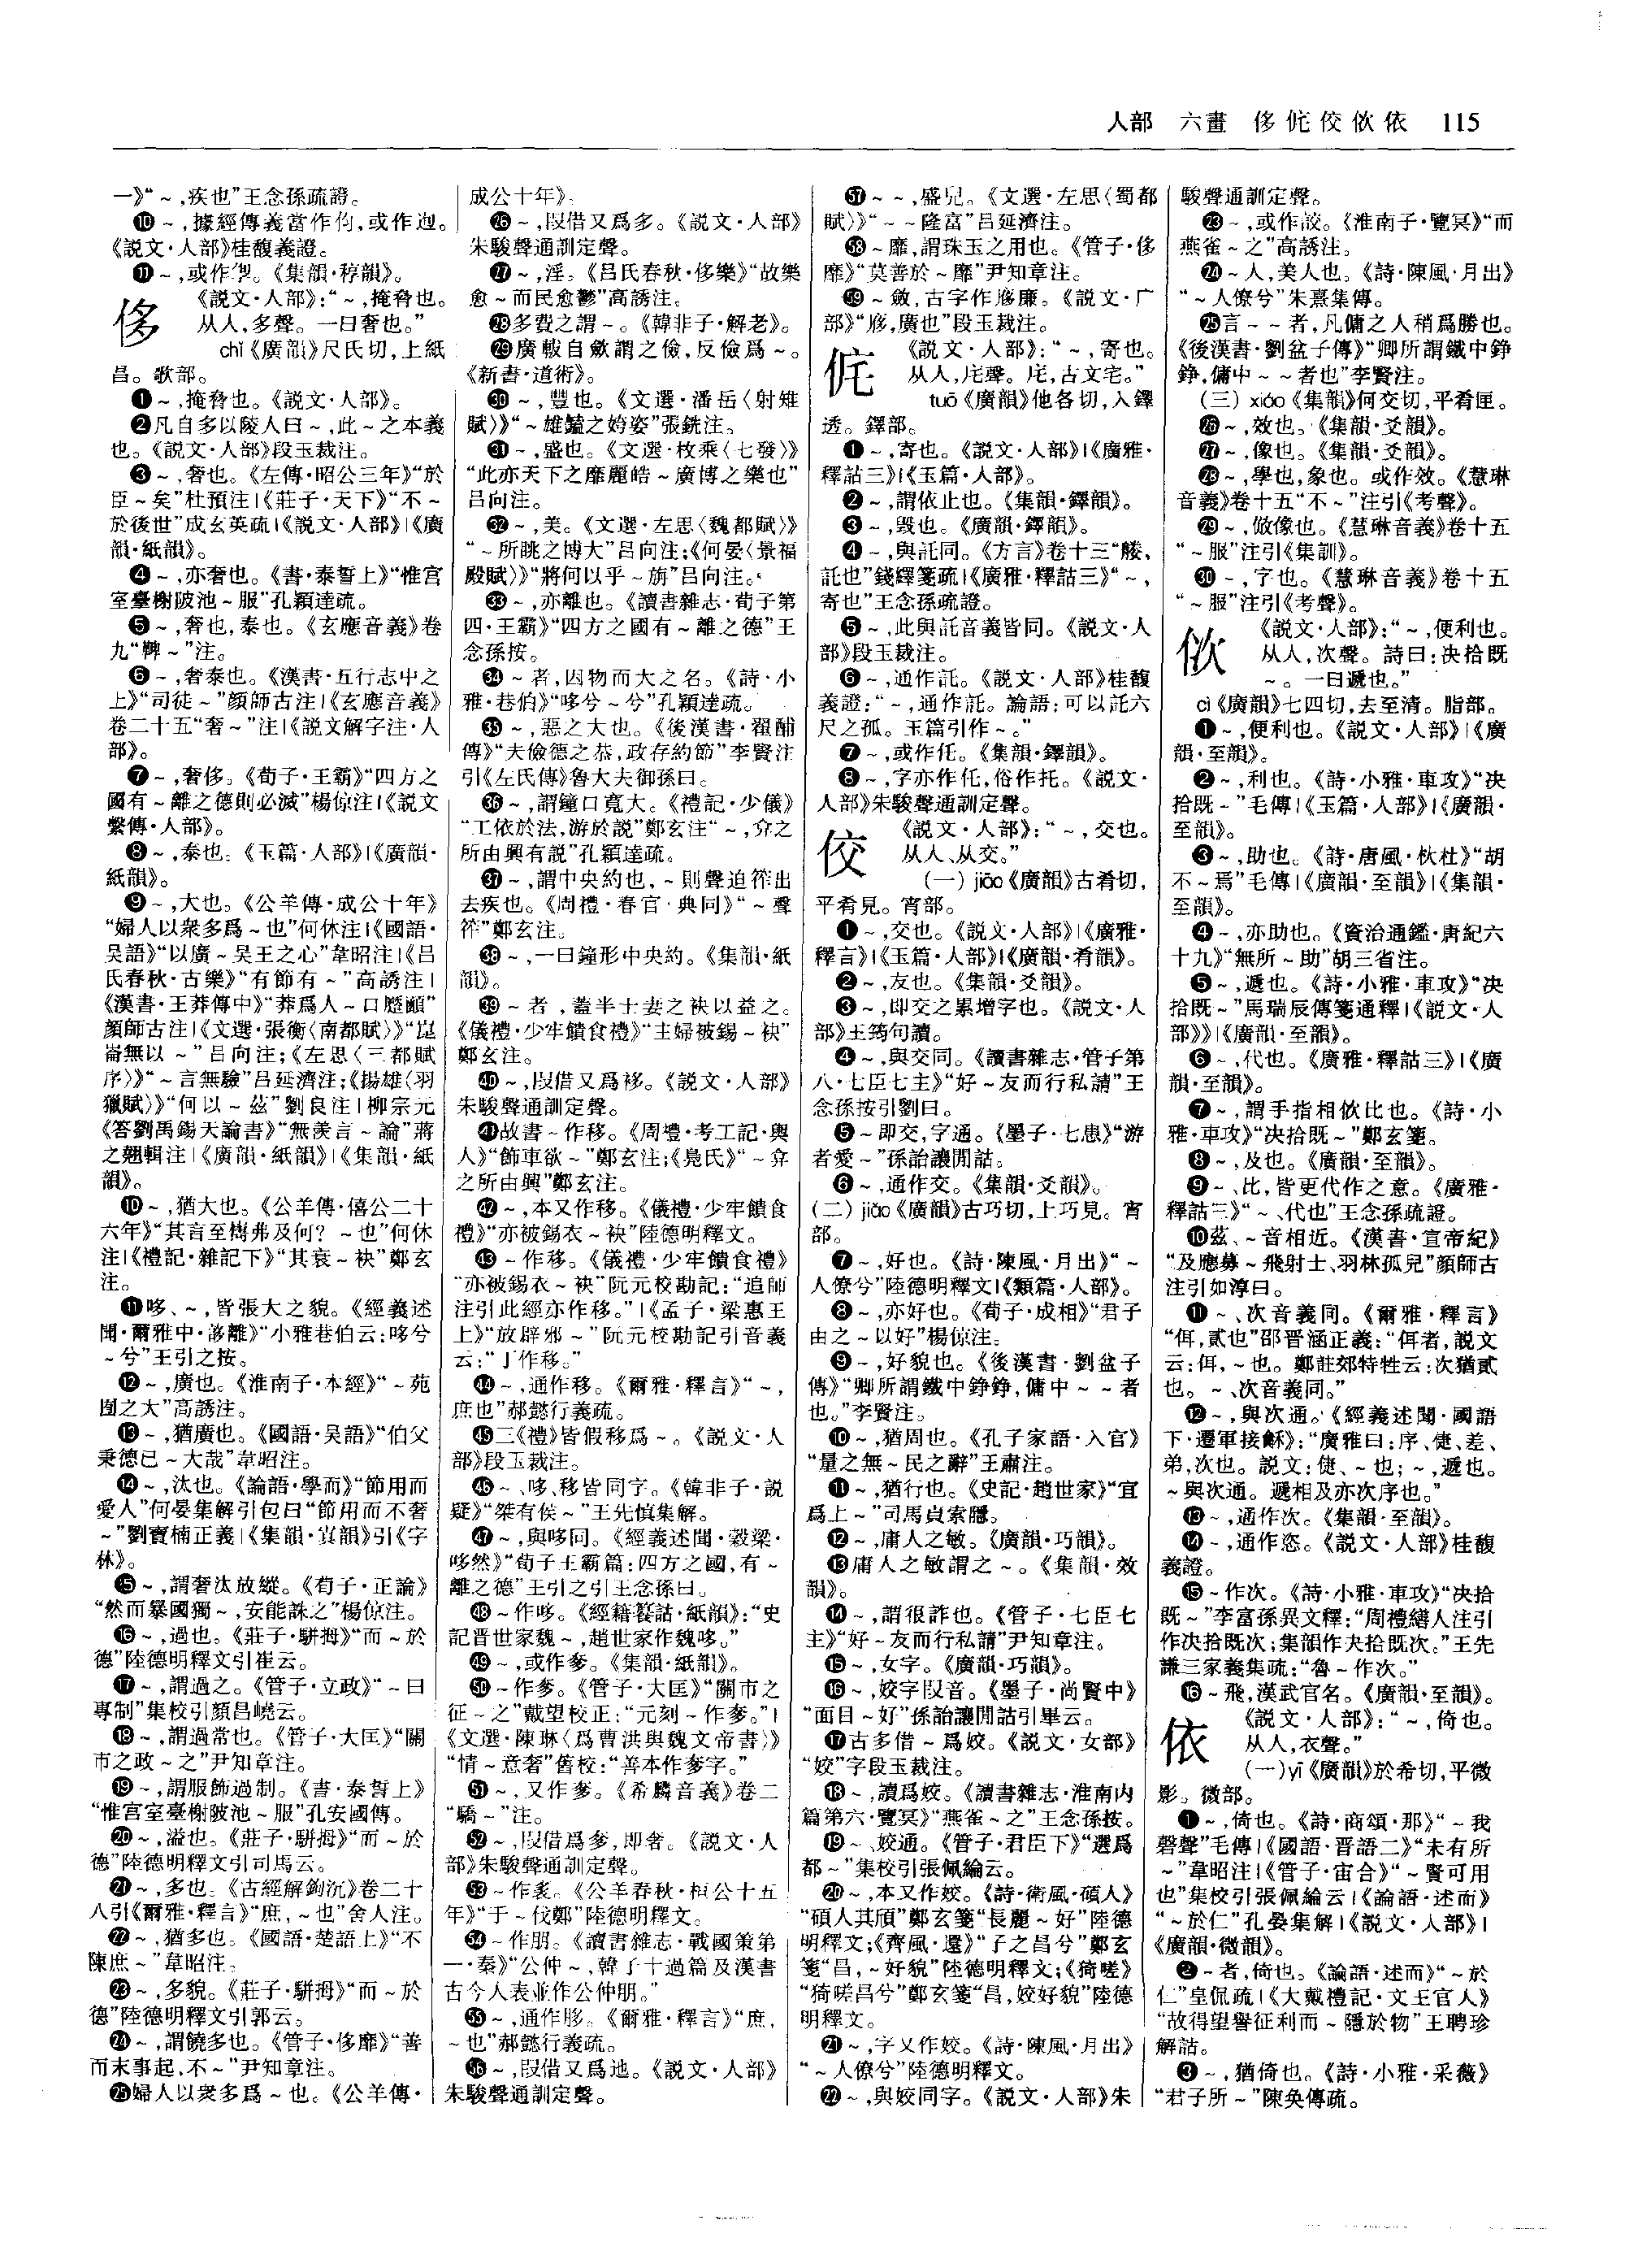 人部　六畫　侈侂佼佽依　115
一》“～,疾也”王念孫疏證。
❿～,據經傳義當作徇,或作迿。
《説文·人部》桂馥義證。
⓫～,或作。《集韻·稕韻》。
侈
《説文·人部》:“～,掩脅也。
从人,多聲。一曰奢也。”
chǐ《廣韻》尺氏切,上紙
昌。歌部。
❶～,掩脅也。《説文·人部》。
❷凡自多以陵人曰～,此～之本義
也。《説文·人部》段玉裁注。
❸～,奢也。《左傳·昭公三年》“於
臣～矣”杜預注|《莊子·天下》“不～
於後世”成玄英疏|《説文·人部》|《廣
韻·紙韻》。
❹～,亦奢也。《書·泰誓上》“惟宫
室臺榭陂池～服”孔穎達疏。
❺～,奢也,泰也。《玄應音義》卷
九“～”注。
❻～,奢泰也。《漢書·五行志中之
上》“司徒～”顔師古注|《玄應音義》
卷二十五“奢～”注|《説文解字注·人
部》。
❼～,奢侈。《荀子·王霸》“四方之
國有～離之德則必滅”楊倞注|《説文
繫傳·人部》。
❽～,泰也。《玉篇·人部》|《廣韻·
紙韻》。
❾～,大也。《公羊傳·成公十年》
“婦人以衆多爲～也”何休注|《國語·
吴語》“以廣～吴王之心”韋昭注|《吕
氏春秋·古樂》“有節有～”高誘注|
《漢書·王莽傳中》“莽爲人～口蹷顄”
顔師古注|《文選·張衡〈南都賦〉》“崑
崙無以～”吕向注;《左思〈三都賦
序〉》“～言無驗”吕延濟注;《揚雄〈羽
獵賦〉》“何以～兹”劉良注|柳宗元
《答劉禹錫天論書》“無羨言～論”蔣
之翹輯注|《廣韻·紙韻》|《集韻·紙
韻》。
❿～,猶大也。《公羊傳·僖公二十
六年》“其言至巂弗及何？～也”何休
注|《禮記·雜記下》“其衰～袂”鄭玄
注。
⓫哆、～,皆張大之貌。《經義述
聞·爾雅中·誃離》“小雅巷伯云:哆兮
～兮”王引之按。
⓬～,廣也。《淮南子·本經》“～苑
囿之大”高誘注。
⓭～,猶廣也。《國語·吴語》“伯父
秉德已～大哉”韋昭注。
⓮～,汰也。《論語·學而》“節用而
愛人”何晏集解引包曰“節用而不奢
～”劉寶楠正義|《集韻·寘韻》引《字
林》。
⓯～,謂奢汰放縱。《荀子·正論》
“然而暴國獨～,安能誅之”楊倞注。
⓰～,過也。《莊子·駢拇》“而～於
德”陸德明釋文引崔云。
⓱～,謂過之。《管子·立政》“～曰
專制”集校引顔昌嶢云。
⓲～,謂過常也。《管子·大匡》“關
市之政～之”尹知章注。
⓳～,謂服飾過制。《書·泰誓上》
“惟宫室臺榭陂池～服”孔安國傳。
⓴～,溢也。《莊子·駢拇》“而～於
德”陸德明釋文引司馬云。
㉑～,多也。《古經解鉤沉》卷二十
八引《爾雅·釋言》“庶,～也”舍人注。
㉒～,猶多也。《國語·楚語上》“不
陳庶～”韋昭注。
㉓～,多貌。《莊子·駢拇》“而～於
德”陸德明釋文引郭云。
㉔～,謂饒多也。《管子·侈靡》“善
而末事起,不～”尹知章注。
㉕婦人以衆多爲～也。《公羊傳·
成公十年》。
㉖～,叚借又爲多。《説文·人部》
朱駿聲通訓定聲。
㉗～,淫。《吕氏春秋·侈樂》“故樂
愈～而民愈鬱”高誘注。
㉘多費之謂～。《韓非子·解老》。
㉙廣較自斂謂之儉,反儉爲～。
《新書·道術》。
㉚～,豐也。《文選·潘岳〈射雉
賦〉》“～雄艷之姱姿”張銑注。
㉛～,盛也。《文選·枚乘〈七發〉》
“此亦天下之靡麗皓～廣博之樂也”
吕向注。
㉜～,美。《文選·左思〈魏都賦〉》
“～所眺之博大”吕向注;《何晏〈景福
殿賦〉》“將何以乎～旃”吕向注。
㉝～,亦離也。《讀書雜志·荀子第
四·王霸》“四方之國有～離之德”王
念孫按。
㉞～者,因物而大之名。《詩·小
雅·巷伯》“哆兮～兮”孔穎達疏。
㉟～,惡之大也。《後漢書·翟酺
傳》“夫儉德之恭,政存約節”李賢注
引《左氏傳》魯大夫御孫曰。
㊱～,謂鐘口寛大。《禮記·少儀》
“工依於法,游於説”鄭玄注“～,弇之
所由興有説”孔穎達疏。
㊲～,謂中央約也,～則聲迫筰出
去疾也。《周禮·春官·典同》“～聲
筰”鄭玄注。
㊳～,一曰鐘形中央約。《集韻·紙
韻》。
㊴～者,蓋半士妻之袂以益之。
《儀禮·少牢饋食禮》“主婦被錫～袂”
鄭玄注。
㊵～,叚借又爲袳。《説文·人部》
朱駿聲通訓定聲。
㊶故書～作移。《周禮·考工記·輿
人》“飾車欲～”鄭玄注;《鳧氏》“～弇
之所由興”鄭玄注。
㊷～,本又作移。《儀禮·少牢饋食
禮》“亦被錫衣～袂”陸德明釋文。
㊸～作移。《儀禮·少牢饋食禮》
“亦被錫衣～袂”阮元校勘記:“追師
注引此經亦作移。”|《孟子·梁惠王
上》“放辟邪～”阮元校勘記引音義
云:“丁作移。”
㊹～,通作移。《爾雅·釋言》“～,
庶也”郝懿行義疏。
㊺三《禮》皆假移爲～。《説文·人
部》段玉裁注。
㊻～、哆、移皆同字。《韓非子·説
疑》“桀有侯～”王先慎集解。
㊼～,與哆同。《經義述聞·穀梁·
哆然》“荀子王霸篇:四方之國,有～
離之德”王引之引王念孫曰。
㊽～作哆。《經籍籑詁·紙韻》:“史
記晋世家魏～,趙世家作魏哆。”
㊾～,或作奓。《集韻·紙韻》。
㊿～作奓。《管子·大匡》“關市之
征～之”戴望校正:“元刻～作奓。”|
《文選·陳琳〈爲曹洪與魏文帝書〉》
“情～意奢”舊校:“善本作奓字。”
51～,又作奓。《希麟音義》卷二
“驕～”注。
52～,叚借爲奓,即奢。《説文·人
部》朱駿聲通訓定聲。
53～作袲。《公羊春秋·桓公十五
年》“于～伐鄭”陸德明釋文。
54～作朋。《讀書雜志·戰國策第
一·秦》“公仲～,韓子十過篇及漢書
古今人表並作公仲朋。”
55～,通作㢁。《爾雅·釋言》“庶,
～也”郝懿行義疏。
56～,叚借又爲地。《説文·人部》
朱駿聲通訓定聲。
57～～,盛皃。《文選·左思〈蜀都
賦〉》“～～隆富”吕延濟注。
58～靡,謂珠玉之用也。《管子·侈
靡》“莫善於～靡”尹知章注。
59～斂,古字作㢁廉。《説文·广
部》“㢁,廣也”段玉裁注。
侂
《説文·人部》:“～,寄也。
从人,㡯聲。㡯,古文宅。”
tuō《廣韻》他各切,入鐸
透。鐸部。
❶～,寄也。《説文·人部》|《廣雅·
釋詁三》|《玉篇·人部》。
❷～,謂依止也。《集韻·鐸韻》。
❸～,毁也。《廣韻·鐸韻》。
❹～,與託同。《方言》卷十三“艐,
託也”錢繹箋疏|《廣雅·釋詁三》“～,
寄也”王念孫疏證。
❺～,此與託音義皆同。《説文·人
部》段玉裁注。
❻～,通作託。《説文·人部》桂馥
義證:“～,通作託。論語:可以託六
尺之孤。玉篇引作～。”
❼～,或作仛。《集韻·鐸韻》。
❽～,字亦作仛,俗作托。《説文·
人部》朱駿聲通訓定聲。
佼
《説文·人部》:“～,交也。
从人、从交。”
(一)jiāo《廣韻》古肴切,
平肴見。宵部。
❶～,交也。《説文·人部》|《廣雅·
釋言》|《玉篇·人部》|《廣韻·肴韻》。
❷～,友也。《集韻·爻韻》。
❸～,即交之累增字也。《説文·人
部》王筠句讀。
❹～,與交同。《讀書雜志·管子第
八·七臣七主》“好～友而行私請”王
念孫按引劉曰。
❺～即交,字通。《墨子·七患》“游
者愛～”孫詒讓閒詁。
❻～,通作交。《集韻·爻韻》。
(二)jiǎo《廣韻》古巧切,上巧見。宵
部。
❼～,好也。《詩·陳風·月出》“～
人僚兮”陸德明釋文|《類篇·人部》。
❽～,亦好也。《荀子·成相》“君子
由之～以好”楊倞注。
❾～,好貌也。《後漢書·劉盆子
傳》“卿所謂鐵中錚錚,傭中～～者
也。”李賢注。
❿～,猶周也。《孔子家語·入官》
“量之無～民之辭”王肅注。
⓫～,猶行也。《史記·趙世家》“宜
爲上～”司馬貞索隱。
⓬～,庸人之敏。《廣韻·巧韻》。
⓭庸人之敏謂之～。《集韻·效
韻》。
⓮～,謂很詐也。《管子·七臣七
主》“好～友而行私請”尹知章注。
⓯～,女字。《廣韻·巧韻》。
⓰～,姣字叚音。《墨子·尚賢中》
“面目～好”孫詒讓閒詁引畢云。
⓱古多借～爲姣。《説文·女部》
“姣”字段玉裁注。
⓲～,讀爲姣。《讀書雜志·淮南内
篇第六·覽冥》“燕雀～之”王念孫按。
⓳～、姣通。《管子·君臣下》“選爲
都～”集校引張佩綸云。
⓴～,本又作姣。《詩·衛風·碩人》
“碩人其頎”鄭玄箋“長麗～好”陸德
明釋文;《齊風·還》“子之昌兮”鄭玄
箋“昌,～好貌”陸德明釋文;《猗嗟》
“猗嗟昌兮”鄭玄箋“昌,姣好貌”陸德
明釋文。
㉑～,字又作姣。《詩·陳風·月出》
“～人僚兮”陸德明釋文。
㉒～,與姣同字。《説文·人部》朱
駿聲通訓定聲。
㉓～,或作詨。《淮南子·覽冥》“而
燕雀～之”高誘注。
㉔～人,美人也。《詩·陳風·月出》
“～人僚兮”朱熹集傳。
㉕言～～者,凡傭之人稍爲勝也。
《後漢書·劉盆子傳》“卿所謂鐵中錚
錚,傭中～～者也”李賢注。
(三)xiáo《集韻》何交切,平肴匣。
㉖～,效也。《集韻·爻韻》。
㉗～,像也。《集韻·爻韻》。
㉘～,學也,象也。或作效。《慧琳
音義》卷十五“不～”注引《考聲》。
㉙～,倣像也。《慧琳音義》卷十五
“～服”注引《集訓》。
㉚～,字也。《慧琳音義》卷十五
“～服”注引《考聲》。
佽
《説文·人部》:“～,便利也。
从人,次聲。詩曰:決拾既
～。一曰遞也。”
cì《廣韻》七四切,去至清。脂部。
❶～,便利也。《説文·人部》|《廣
韻·至韻》。
❷～,利也。《詩·小雅·車攻》“決
拾既～”毛傳|《玉篇·人部》|《廣韻·
至韻》。
❸～,助也。《詩·唐風·杕杜》“胡
不～焉”毛傳|《廣韻·至韻》|《集韻·
至韻》。
❹～,亦助也。《資治通鑑·唐紀六
十九》“無所～助”胡三省注。
❺～,遞也。《詩·小雅·車攻》“決
拾既～”馬瑞辰傳箋通釋|《説文·人
部》》|《廣韻·至韻》。
❻～,代也。《廣雅·釋詁三》|《廣
韻·至韻》。
❼～,謂手指相佽比也。《詩·小
雅·車攻》“決拾既～”鄭玄箋。
❽～,及也。《廣韻·至韻》。
❾～、比,皆更代作之意。《廣雅·
釋詁三》“～、代也”王念孫疏證。
❿兹、～音相近。《漢書·宣帝紀》
“及應募～飛射士、羽林孤兒”顔師古
注引如淳曰。
⓫～、次音義同。《爾雅·釋言》
“佴,貳也”邵晋涵正義:“佴者,説文
云:佴,～也。鄭註郊特牲云:次猶貳
也。～、次音義同。”
⓬～,與次通。《經義述聞·國語
下·遷軍接龢》:“廣雅曰:序、倢、差、
弟,次也。説文:倢、～也;～,遞也。
～與次通。遞相及亦次序也。”
⓭～,通作次。《集韻·至韻》。
⓮～,通作恣。《説文·人部》桂馥
義證。
⓯～作次。《詩·小雅·車攻》“決拾
既～”李富孫異文釋:“周禮繕人注引
作決拾既次;集韻作夬拾既次。”王先
謙三家義集疏:“魯～作次。”
⓰～飛,漢武官名。《廣韻·至韻》。
依
《説文·人部》:“～,倚也。
从人,衣聲。”
(一)yī《廣韻》於希切,平微
影。微部。
❶～,倚也。《詩·商頌·那》“～我
磬聲”毛傳|《國語·晋語二》“未有所
～”韋昭注|《管子·宙合》“～賢可用
也”集校引張佩綸云|《論語·述而》
“～於仁”孔晏集解|《説文·人部》|
《廣韻·微韻》。
❷～者,倚也。《論語·述而》“～於
仁”皇侃疏|《大戴禮記·文王官人》
“故得望譽征利而～隱於物”王聘珍
解詁。
❸～,猶倚也。《詩·小雅·采薇》
“君子所～”陳奂傳疏。